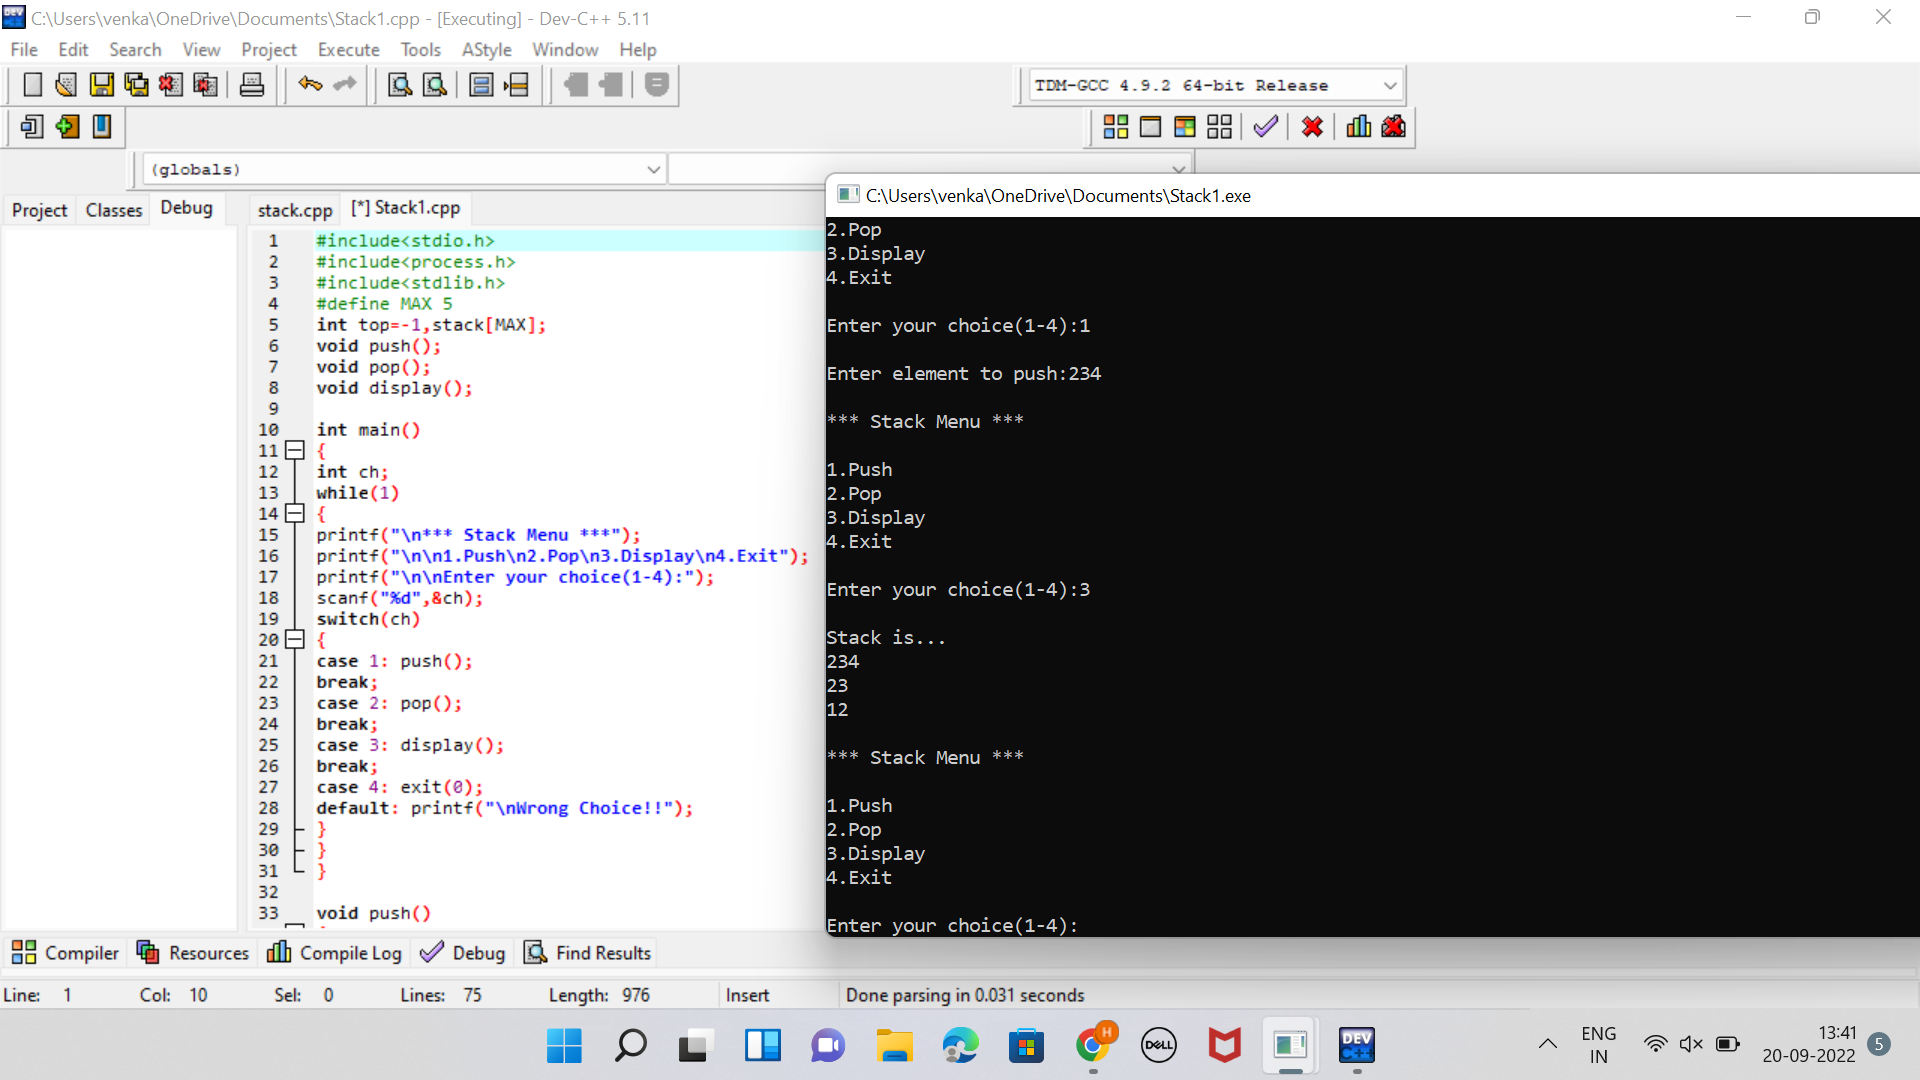 C:\Users\venka\OneDrive\Documents\Stack1.cpp - [Executing] - Dev-C++ 5.11
File Edit Search View Project Execute Tools AStyle Window Help
TDM-GCC 4.9.2 64-bit Release
(globals)
Project Classes Debug
stack.cpp [*] Stack1.cpp
1 #include<stdio.h>
2 #include<process.h>
3 #include<stdlib.h>
4 #define MAX 5
5 int top=-1,stack[MAX];
6 void push();
7 void pop();
8 void display();
9
10 int main()
11 {
12 int ch;
13 while(1)
14 {
15 printf("\n*** Stack Menu ***");
16 printf("\n\n1.Push\n2.Pop\n3.Display\n4.Exit");
17 printf("\n\nEnter your choice(1-4):");
18 scanf("%d",&ch);
19 switch(ch)
20 {
21 case 1: push();
22 break;
23 case 2: pop();
24 break;
25 case 3: display();
26 break;
27 case 4: exit(0);
28 default: printf("\nWrong Choice!!");
29 }
30 }
31 }
32
33 void push()
C:\Users\venka\OneDrive\Documents\Stack1.exe
2.Pop
3.Display
4.Exit
Enter your choice(1-4):1
Enter element to push:234
*** Stack Menu ***
1.Push
2.Pop
3.Display
4.Exit
Enter your choice(1-4):3
Stack is...
234
23
12
*** Stack Menu ***
1.Push
2.Pop
3.Display
4.Exit
Enter your choice(1-4):
Compiler Resources Compile Log Debug Find Results
Line: 1 Col: 10 Sel: 0 Lines: 75 Length: 976 Insert Done parsing in 0.031 seconds
H
DELL
DEV
C++
ENG
IN
13:41
20-09-2022
5